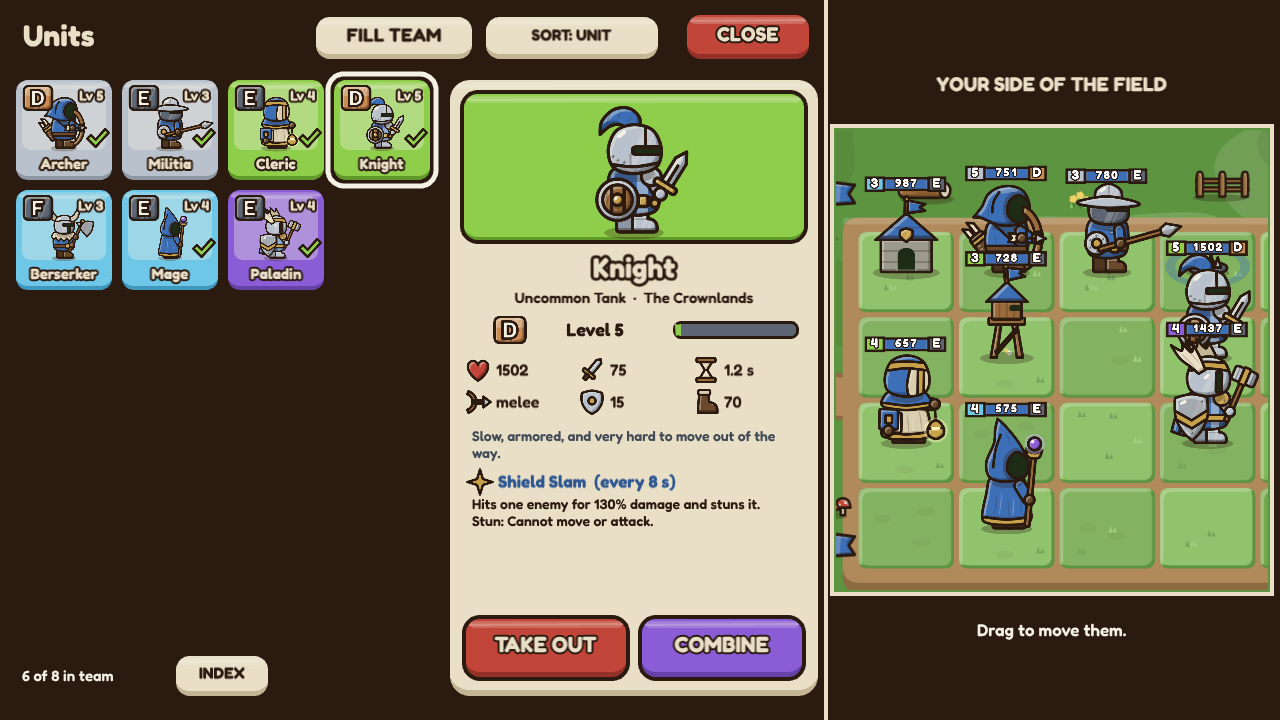 Units
FILL TEAM
SORT: UNIT
CLOSE
D Lv 5
Archer
E Lv 3
Militia
E Lv 4
Cleric
D Lv 5
Knight
F Lv 3
Berserker
E Lv 4
Mage
E Lv 4
Paladin
6 of 8 in team
INDEX
Knight
Uncommon Tank · The Crownlands
D Level 5
1502 75 1.2 s
melee 15 70
Slow, armored, and very hard to move out of the
way.
Shield Slam (every 8 s)
Hits one enemy for 130% damage and stuns it.
Stun: Cannot move or attack.
TAKE OUT
COMBINE
YOUR SIDE OF THE FIELD
3 987 E
5 751 D
3 780 E
3 728 E
5 1502 D
4 1437 E
4 657 E
4 575 E
Drag to move them.